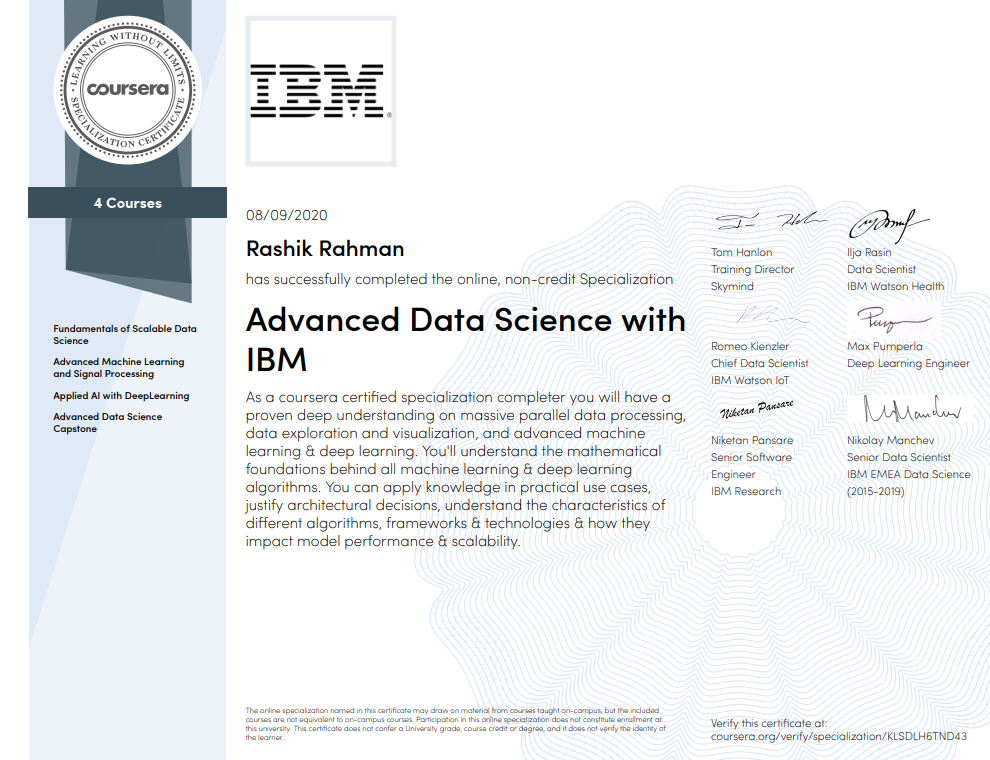 LEARNING WITHOUT LIMITS
coursera
SPECIALIZATION CERTIFICATE
IBM®
4 Courses
Fundamentals of Scalable Data
Science
Advanced Machine Learning
and Signal Processing
Applied AI with DeepLearning
Advanced Data Science
Capstone
08/09/2020
Rashik Rahman
has successfully completed the online, non-credit Specialization
Advanced Data Science with
IBM
As a coursera certified specialization completer you will have a
proven deep understanding on massive parallel data processing,
data exploration and visualization, and advanced machine
learning & deep learning. You'll understand the mathematical
foundations behind all machine learning & deep learning
algorithms. You can apply knowledge in practical use cases,
justify architectural decisions, understand the characteristics of
different algorithms, frameworks & technologies & how they
impact model performance & scalability.
Tom Hanlon
Training Director
Skymind
Ilja Rasin
Data Scientist
IBM Watson Health
Romeo Kienzler
Chief Data Scientist
IBM Watson IoT
Max Pumperla
Deep Learning Engineer
Niketan Pansare
Niketan Pansare
Senior Software
Engineer
IBM Research
Nikolay Manchev
Senior Data Scientist
IBM EMEA Data Science
(2015-2019)
The online specialization named in this certificate may draw on material from courses taught on-campus, but the included
courses are not equivalent to on-campus courses. Participation in this online specialization does not constitute enrollment at
this university. This certificate does not confer a University grade, course credit or degree, and it does not verify the identity of
the learner.
Verify this certificate at:
coursera.org/verify/specialization/KLSDLH6TND43